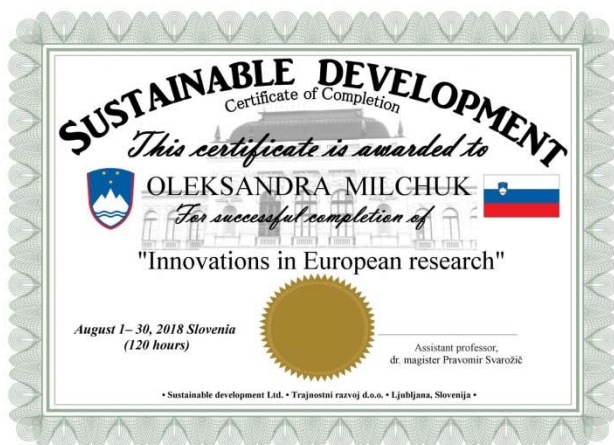 SUSTAINABLE DEVELOPMENT
Certificate of Completion
This certificate is awarded to
OLEKSANDRA MILCHUK
For successful completion of
"Innovations in European research"
August 1– 30, 2018 Slovenia
(120 hours)
Assistant professor,
dr. magister Pravomir Svarožič
• Sustainable development Ltd. • Trajnostni razvoj d.o.o. • Ljubljana, Slovenija •